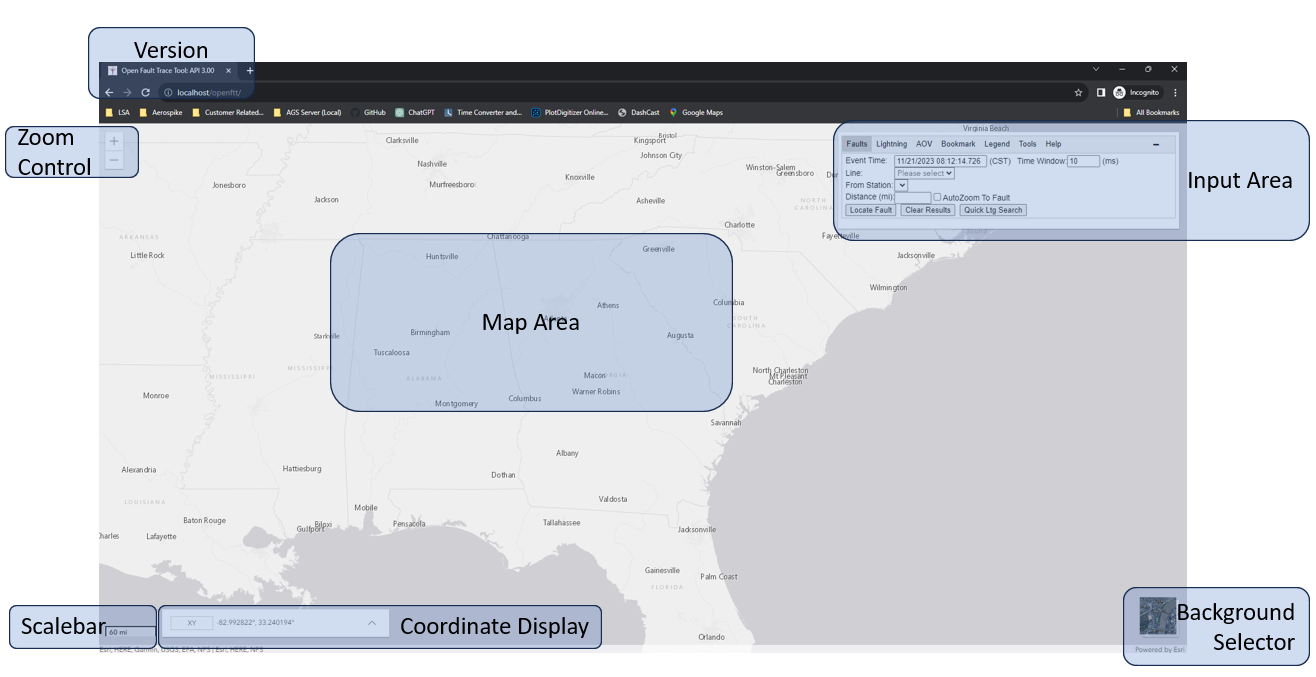 Version
Open Fault Trace Tool: API 3.00
localhost/openftt/
Incognito
LSA Aerospike Customer Related... AGS Server (Local) GitHub ChatGPT Time Converter and... PlotDigitizer Online... DashCast Google Maps All Bookmarks
Zoom
Control
+
−
Virginia Beach
Faults Lightning AOV Bookmark Legend Tools Help
Event Time: 11/21/2023 08:12:14.726 (CST) Time Window: 10 (ms)
Line: Please select
From Station:
Distance (mi): AutoZoom To Fault
Locate Fault Clear Results Quick Ltg Search
Input Area
Clarksville
Kingsport
Bristol
Johnson City
Nashville
Knoxville
Winston-Salem
Greensboro
Jonesboro
Murfreesboro
Jackson
Asheville
NORTH
CAROLINA
Charlotte
Fayetteville
ARKANSAS
Chattanooga
Little Rock
Huntsville
Greenville
Jacksonville
Wilmington
Athens
Columbia
Map Area
SOUTH
CAROLINA
Starkville
Birmingham
Augusta
Tuscaloosa
MISSISSIPPI
MISSISSIPPI
ALABAMA
Macon
North Charleston
Mt Pleasant
Charleston
Monroe
Warner Robins
Columbus
Montgomery
Savannah
Albany
Alexandria
Hattiesburg
Dothan
LOUISIANA
Valdosta
Mobile
Baton Rouge
Gulfport
Biloxi
Pensacola
Tallahassee
Jacksonville
Lafayette
Gainesville
Palm Coast
FLORIDA
Orlando
Scalebar
60 mi
XY -82.992822°, 33.240194°
Coordinate Display
Background
Selector
Esri, HERE, Garmin, USGS, EPA, NPS | Esri, HERE, NPS
Powered by Esri